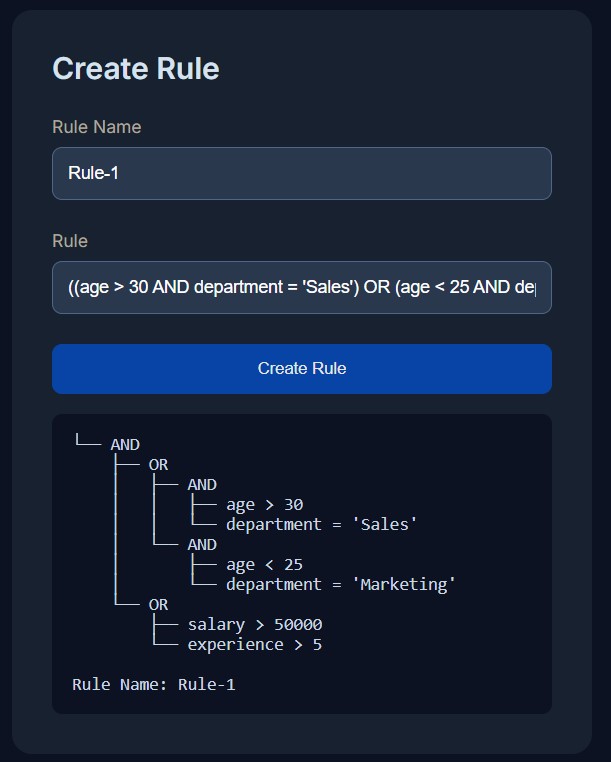 Create Rule
Rule Name
Rule-1
Rule
((age > 30 AND department = 'Sales') OR (age < 25 AND de
Create Rule
└── AND
    ├── OR
    │   ├── AND
    │   │   ├── age > 30
    │   │   └── department = 'Sales'
    │   └── AND
    │       ├── age < 25
    │       └── department = 'Marketing'
    └── OR
        ├── salary > 50000
        └── experience > 5
Rule Name: Rule-1